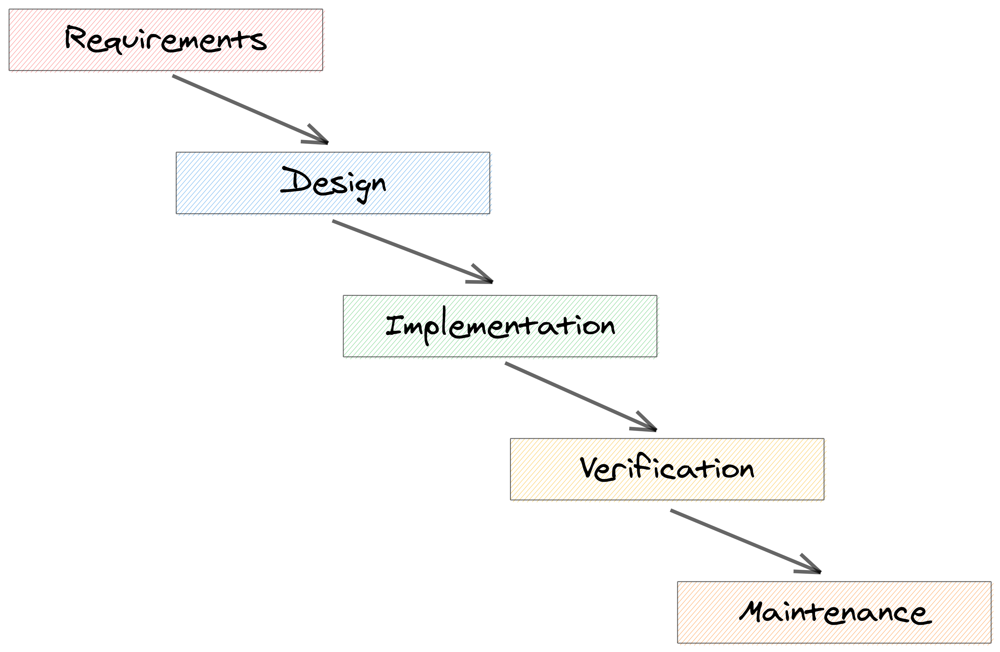 Requirements
Design
Implementation
Verification
Maintenance